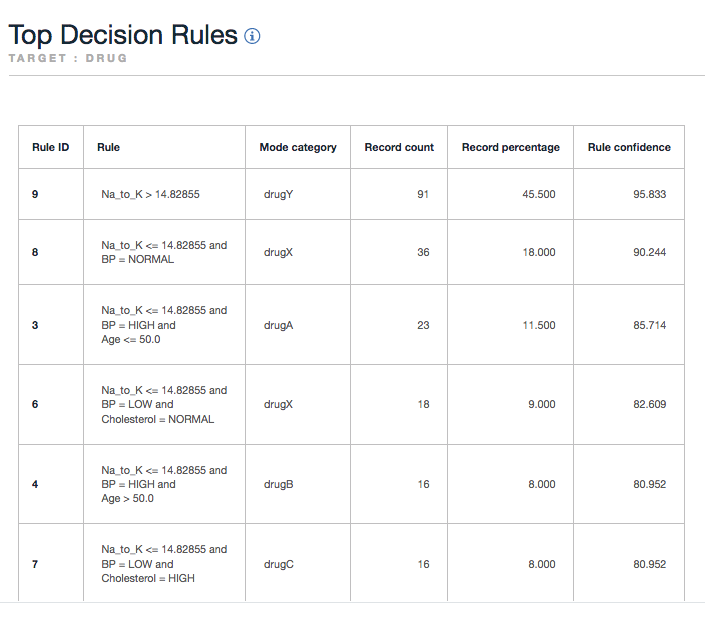 Top Decision Rules
TARGET : DRUG
Rule ID Rule Mode category Record count Record percentage Rule confidence
9 Na_to_K > 14.82855 drugY 91 45.500 95.833
8 Na_to_K <= 14.82855 and
BP = NORMAL drugX 36 18.000 90.244
3 Na_to_K <= 14.82855 and
BP = HIGH and drugA 23 11.500 85.714
Age <= 50.0
6 Na_to_K <= 14.82855 and
BP = LOW and drugX 18 9.000 82.609
Cholesterol = NORMAL
4 Na_to_K <= 14.82855 and
BP = HIGH and drugB 16 8.000 80.952
Age > 50.0
7 Na_to_K <= 14.82855 and
BP = LOW and drugC 16 8.000 80.952
Cholesterol = HIGH